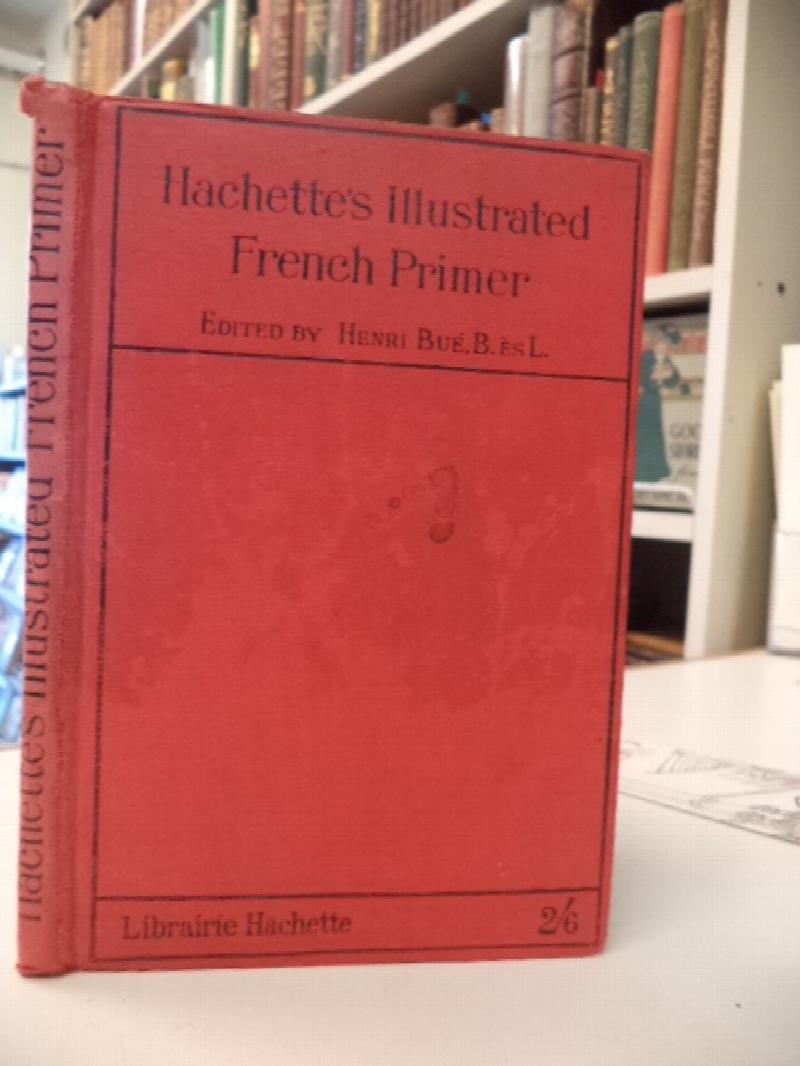 Hachette's Illustrated French Primer
Hachette's Illustrated
French Primer
EDITED BY HENRI BUÉ, B. ÈS L.
Librairie Hachette
2/6